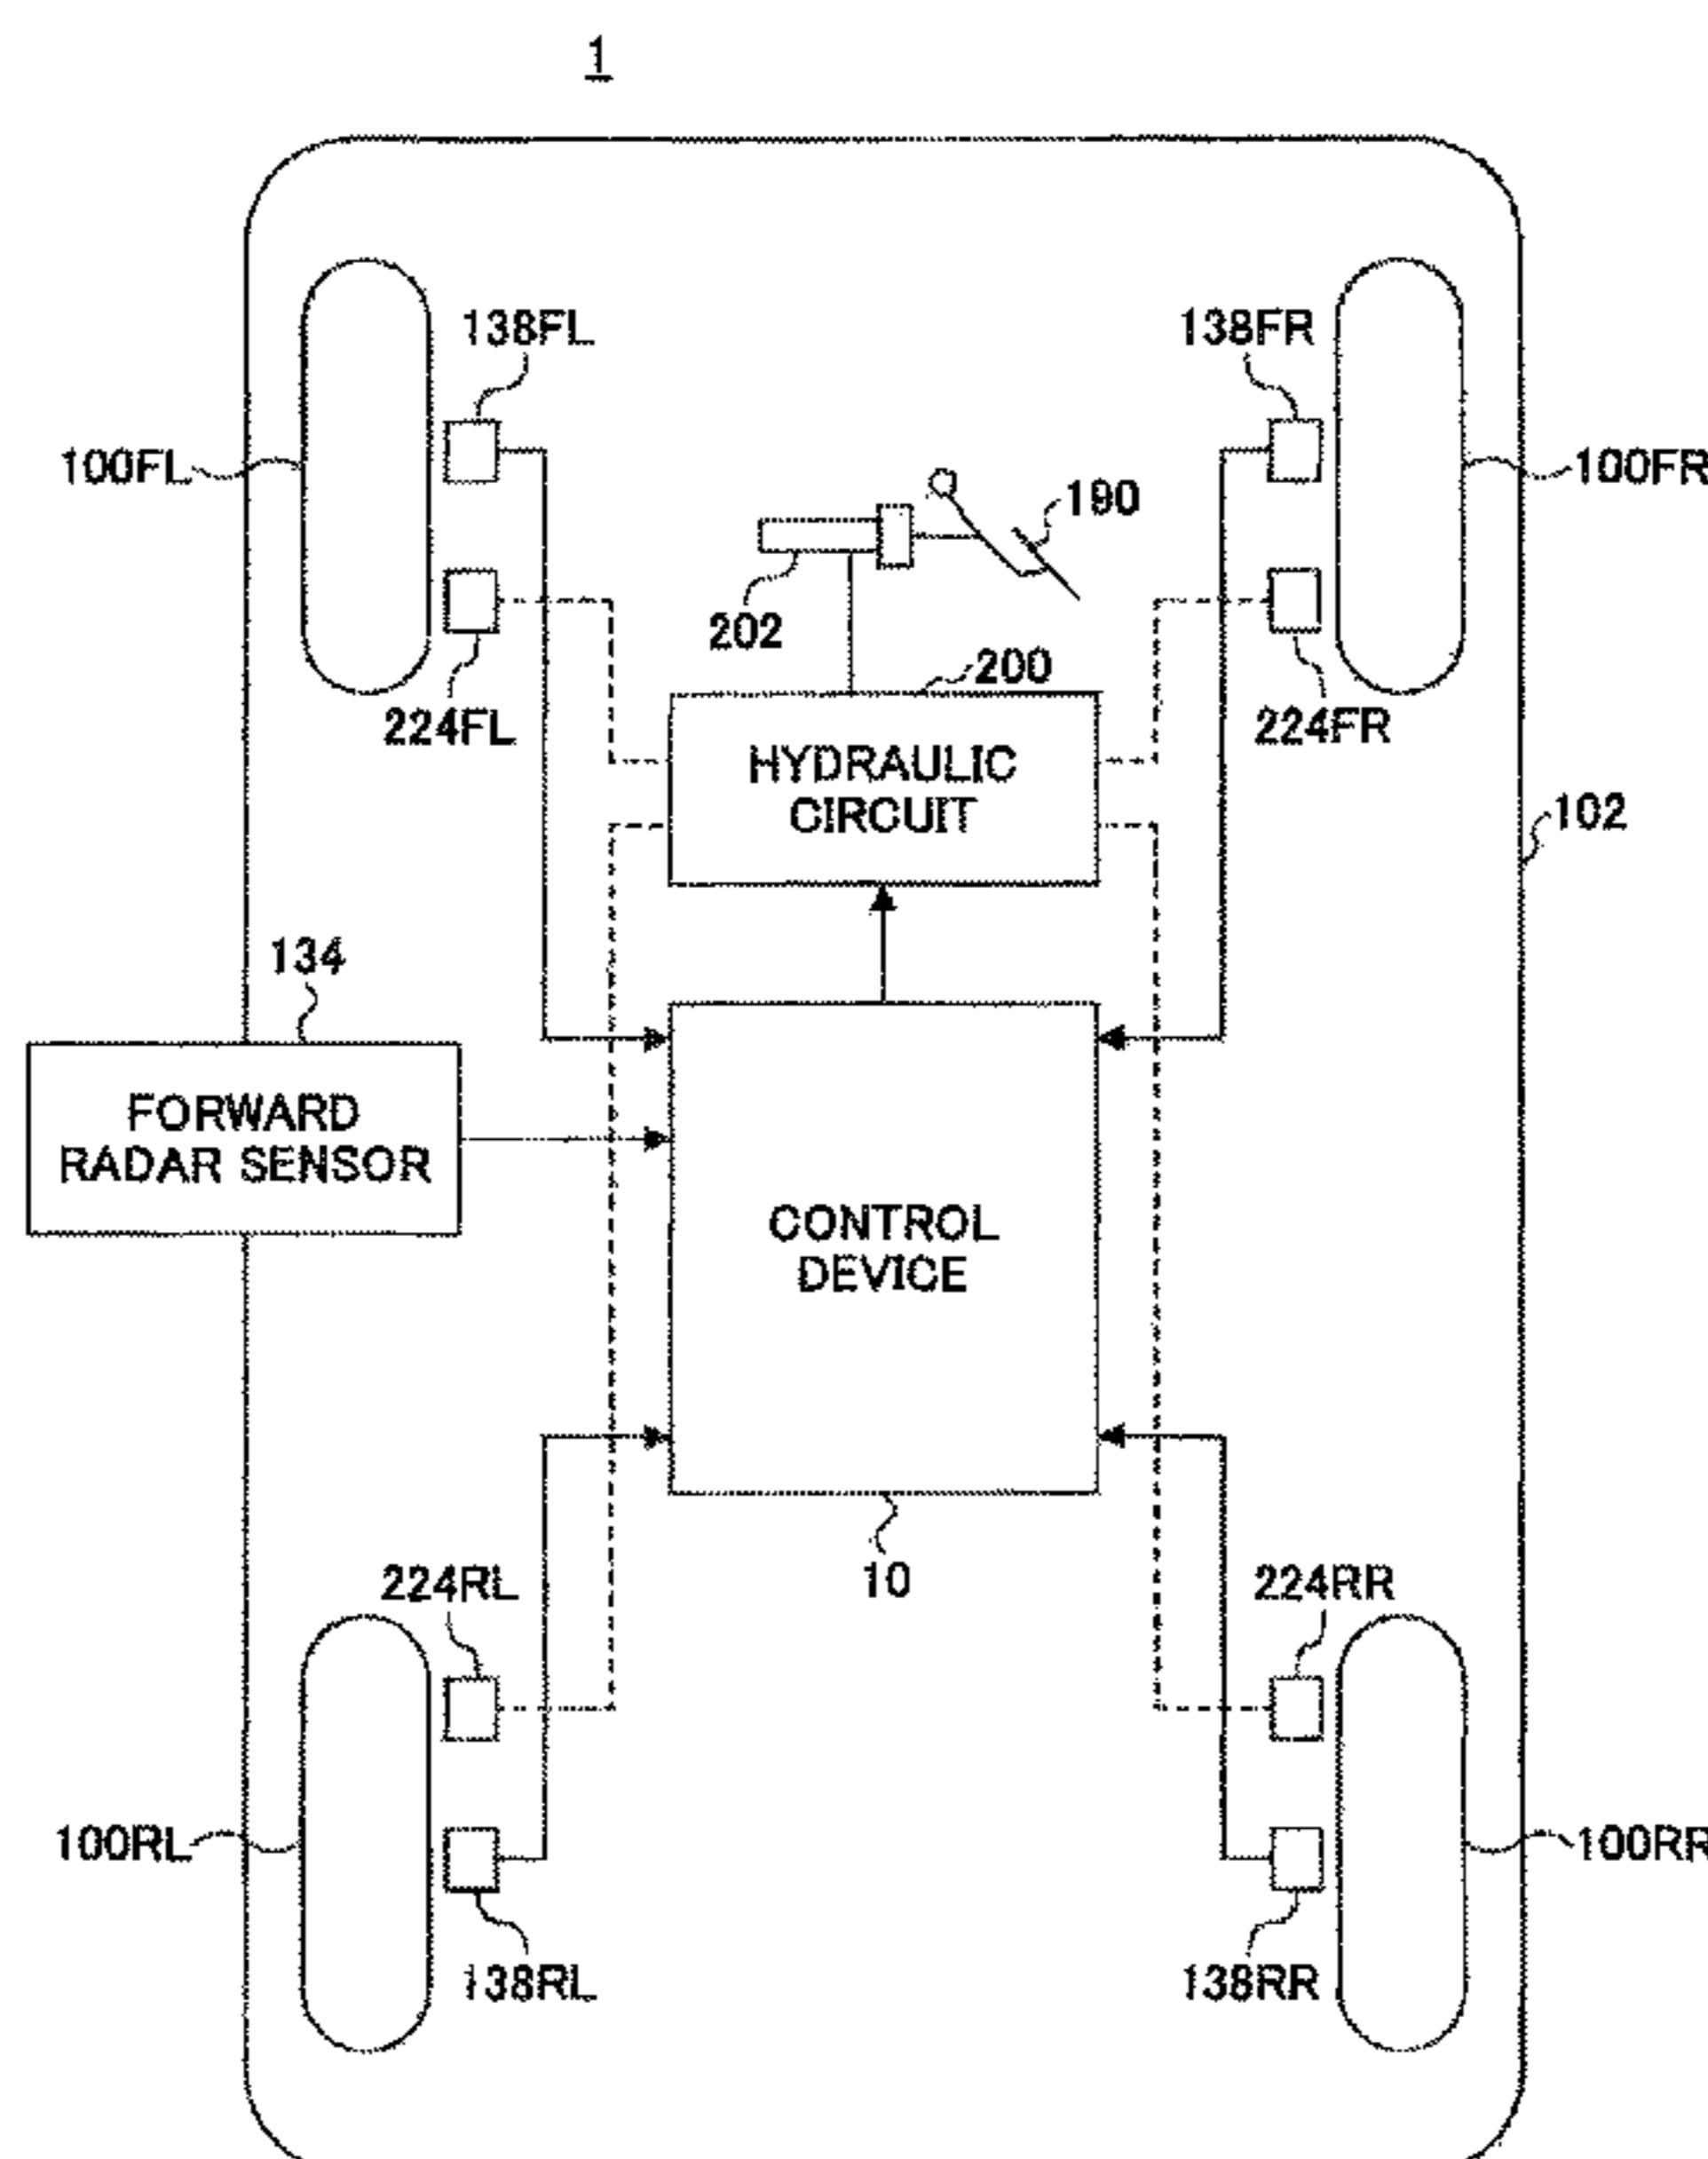 1
138FL
138FR
100FL
100FR
190
202
200
224FL
224FR
HYDRAULIC
CIRCUIT
102
134
FORWARD
RADAR SENSOR
CONTROL
DEVICE
10
224RL
224RR
100RL
100RR
138RL
138RR